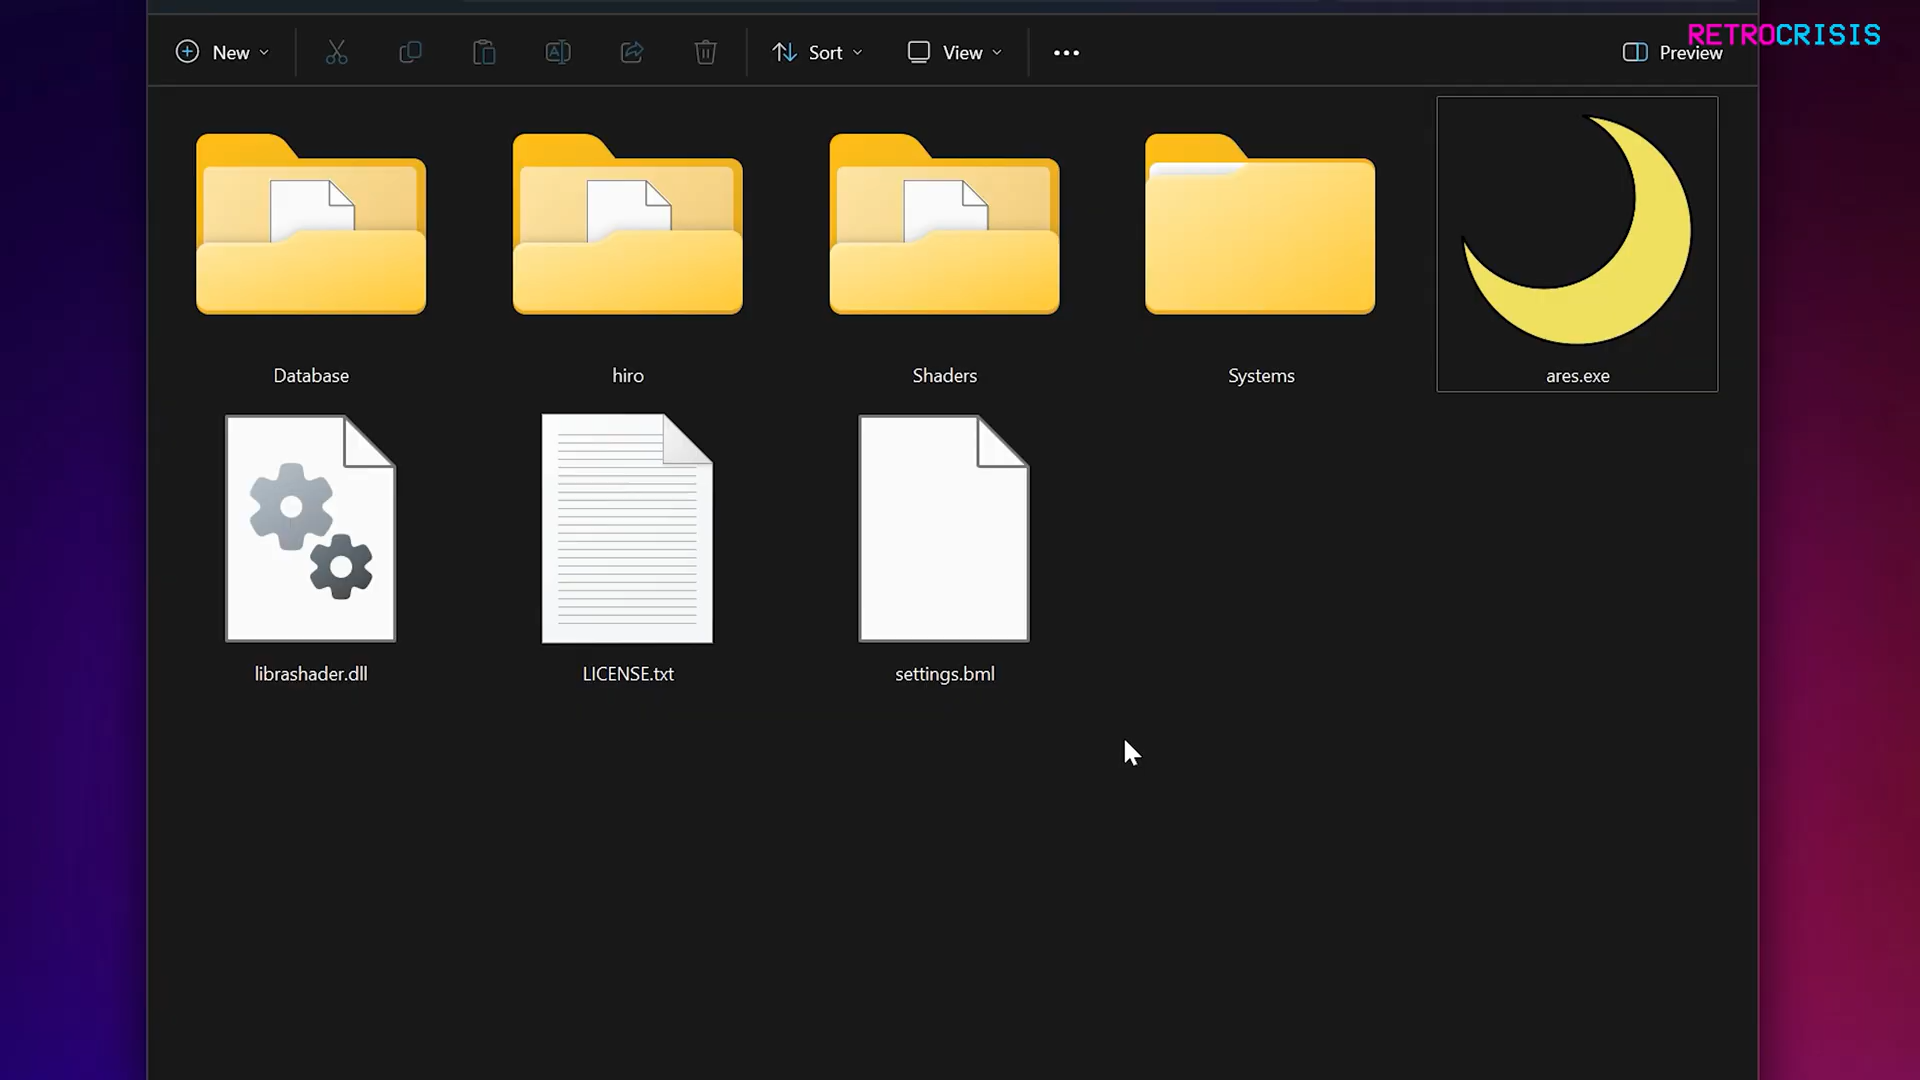 New
Sort
View
Preview
RETROCRISIS
Database
hiro
Shaders
Systems
ares.exe
librashader.dll
LICENSE.txt
settings.bml